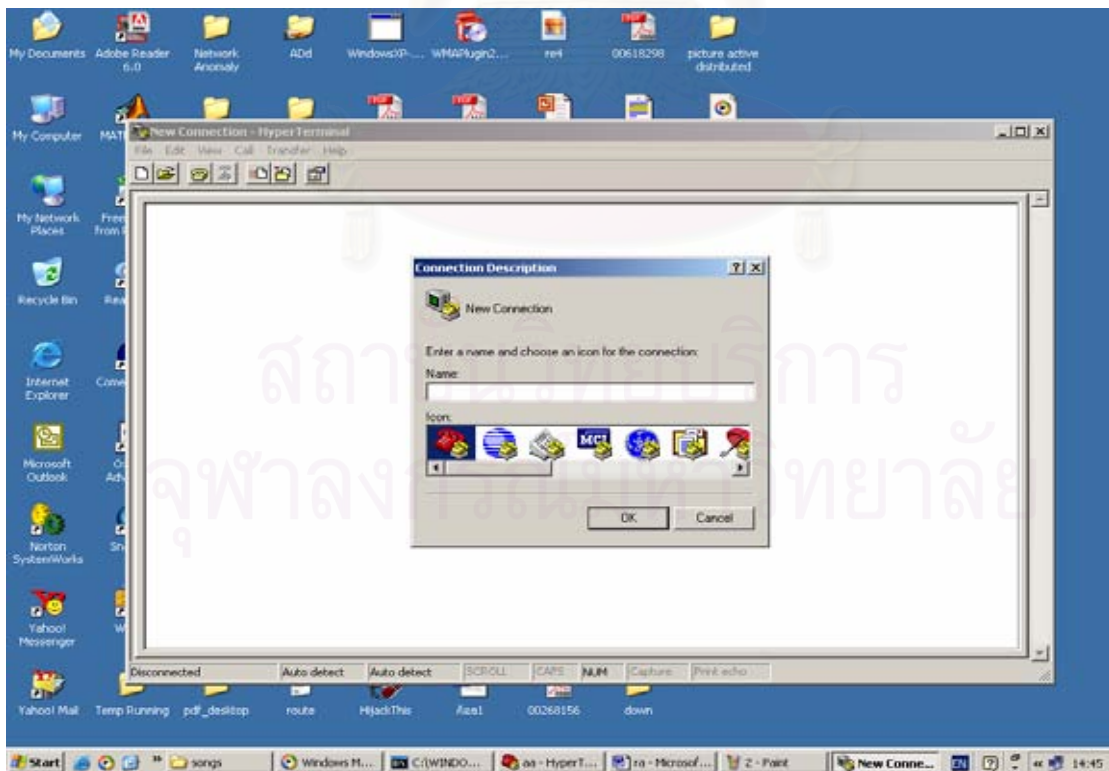 My Documents
Adobe Reader 6.0
Network Anomaly
ADd
WindowsXP-...
WMAPlugin2...
re4
00618298
picture active distributed
My Computer
My Network Places
Recycle Bin
Internet Explorer
Microsoft Outlook
Norton SystemWorks
Yahoo! Messenger
Yahoo! Mail
Temp Running
pdf_desktop
route
HijackThis
00268156
down
New Connection - HyperTerminal
File Edit View Call Transfer Help
Connection Description
New Connection
Enter a name and choose an icon for the connection:
Name:
Icon:
MCI
OK Cancel
สถาบันวิทยบริการ
จุฬาลงกรณ์มหาวิทยาลัย
Disconnected Auto detect Auto detect SCROLL CAPS NUM Capture Print echo
Start songs Windows M... C:\WINDO... aa - HyperT... ra - Microsof... 2 - Paint New Conne... EN 14:45